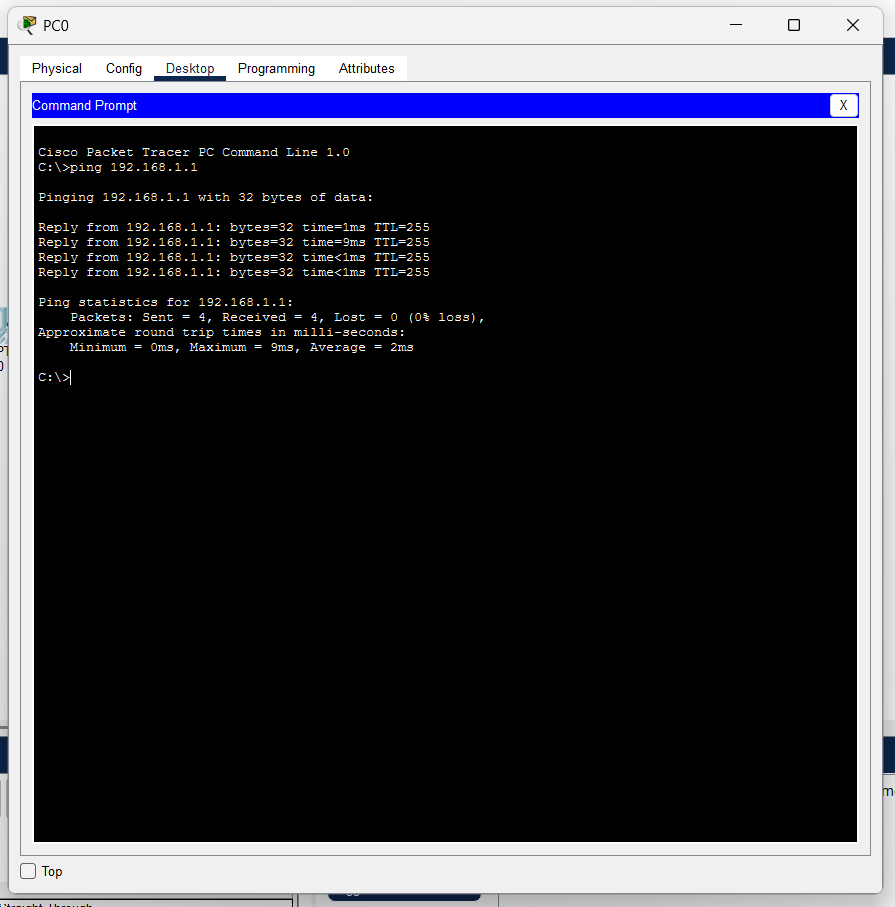 PC0
Physical Config Desktop Programming Attributes
Command Prompt
X
Cisco Packet Tracer PC Command Line 1.0
C:\>ping 192.168.1.1
Pinging 192.168.1.1 with 32 bytes of data:
Reply from 192.168.1.1: bytes=32 time=1ms TTL=255
Reply from 192.168.1.1: bytes=32 time=9ms TTL=255
Reply from 192.168.1.1: bytes=32 time<1ms TTL=255
Reply from 192.168.1.1: bytes=32 time<1ms TTL=255
Ping statistics for 192.168.1.1:
Packets: Sent = 4, Received = 4, Lost = 0 (0% loss),
Approximate round trip times in milli-seconds:
Minimum = 0ms, Maximum = 9ms, Average = 2ms
C:\>
Top